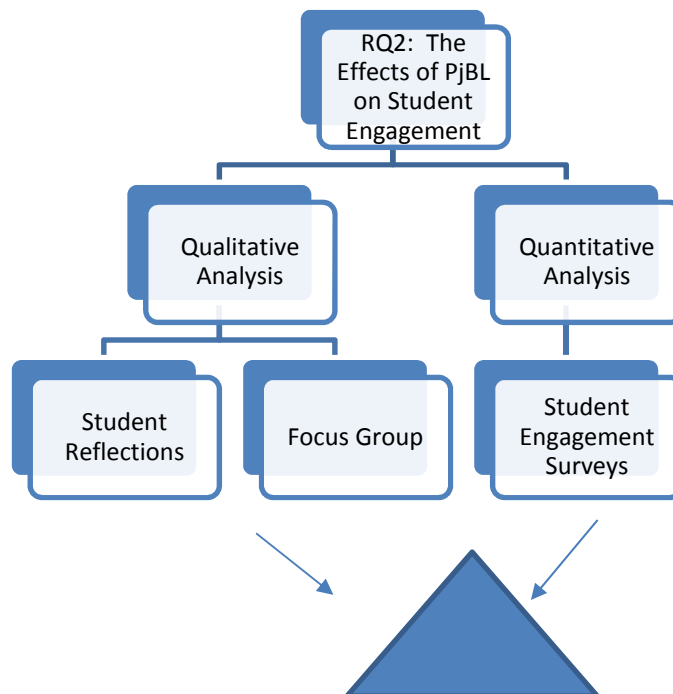 RQ2: The
Effects of PjBL
on Student
Engagement
Qualitative
Analysis
Quantitative
Analysis
Student
Reflections
Focus Group
Student
Engagement
Surveys